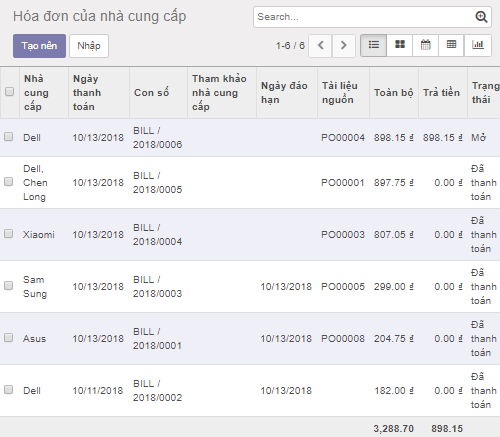 Hóa đơn của nhà cung cấp
Search...
Tạo nên Nhập 1-6 / 6
Nhà cung cấp Ngày thanh toán Con số Tham khảo nhà cung cấp Ngày đáo hạn Tài liệu nguồn Toàn bộ Trả tiền Trạng thái
Dell 10/13/2018 BILL / 2018/0006 PO00004 898.15 ₫ 898.15 ₫ Mở
Dell, Chen Long 10/13/2018 BILL / 2018/0005 PO00001 897.75 ₫ 0.00 ₫ Đã thanh toán
Xiaomi 10/13/2018 BILL / 2018/0004 PO00003 807.05 ₫ 0.00 ₫ Đã thanh toán
Sam Sung 10/13/2018 BILL / 2018/0003 10/13/2018 PO00005 299.00 ₫ 0.00 ₫ Đã thanh toán
Asus 10/13/2018 BILL / 2018/0001 10/13/2018 PO00008 204.75 ₫ 0.00 ₫ Đã thanh toán
Dell 10/11/2018 BILL / 2018/0002 10/13/2018 182.00 ₫ 0.00 ₫ Đã thanh toán
3,288.70 898.15